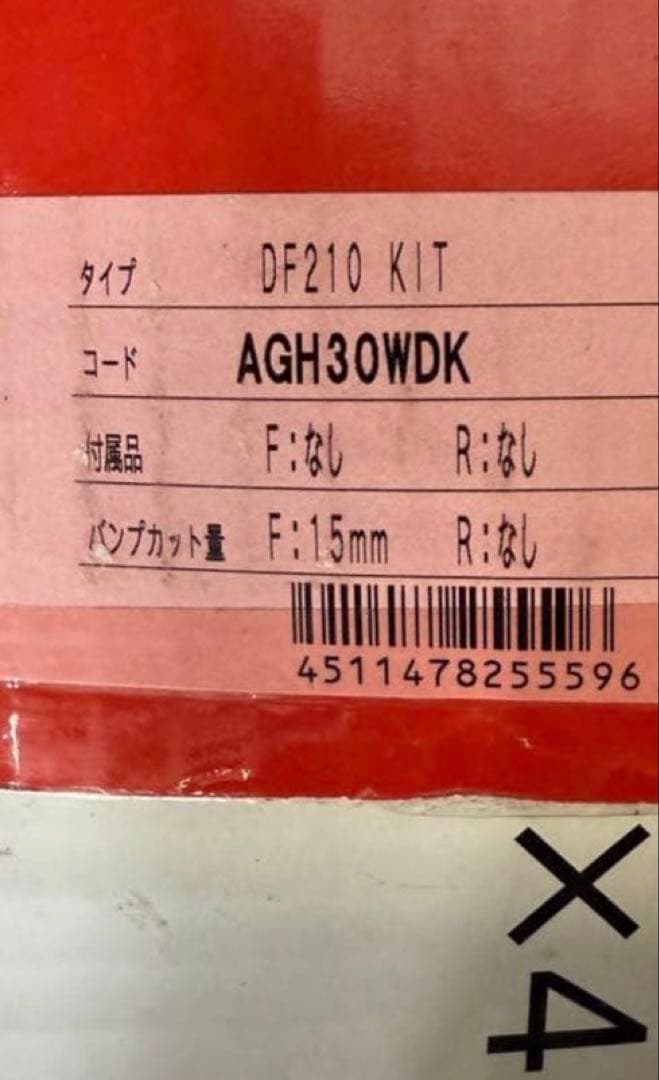 タイプ DF210 KIT
コード AGH30WDK
付属品 F:なし R:なし
バンプカット量 F:15mm R:なし
4511478255596
×4